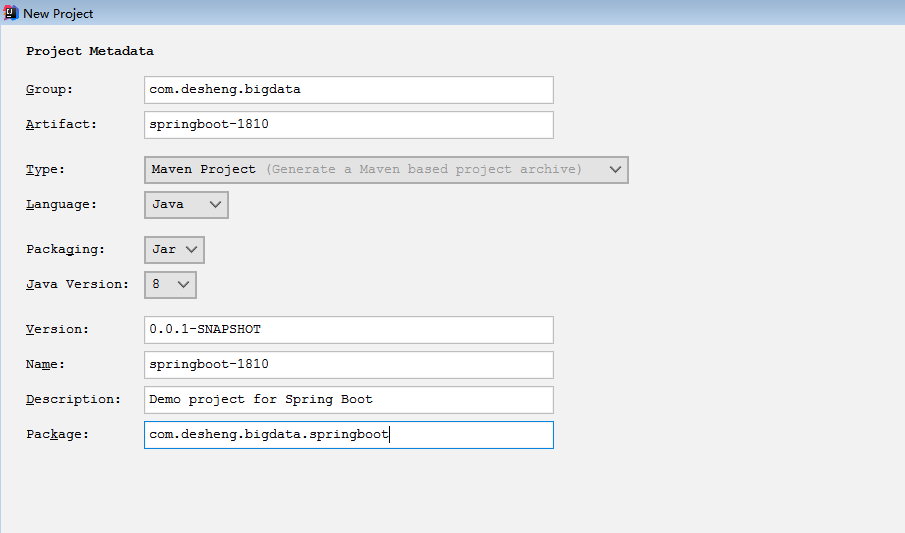 New Project
Project Metadata
Group: com.desheng.bigdata
Artifact: springboot-1810
Type: Maven Project (Generate a Maven based project archive)
Language: Java
Packaging: Jar
Java Version: 8
Version: 0.0.1-SNAPSHOT
Name: springboot-1810
Description: Demo project for Spring Boot
Package: com.desheng.bigdata.springboot